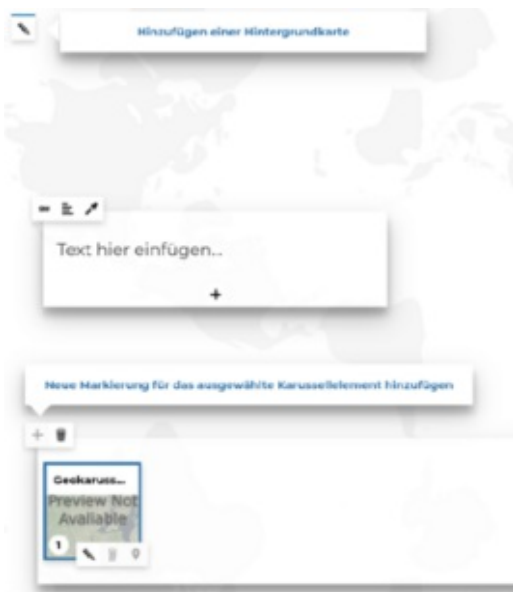 Hinzufügen einer Hintergrundkarte
Text hier einfügen...
Neue Markierung für das ausgewählte Karussellelement hinzufügen
Geokaruss...
Preview Not
Available
1